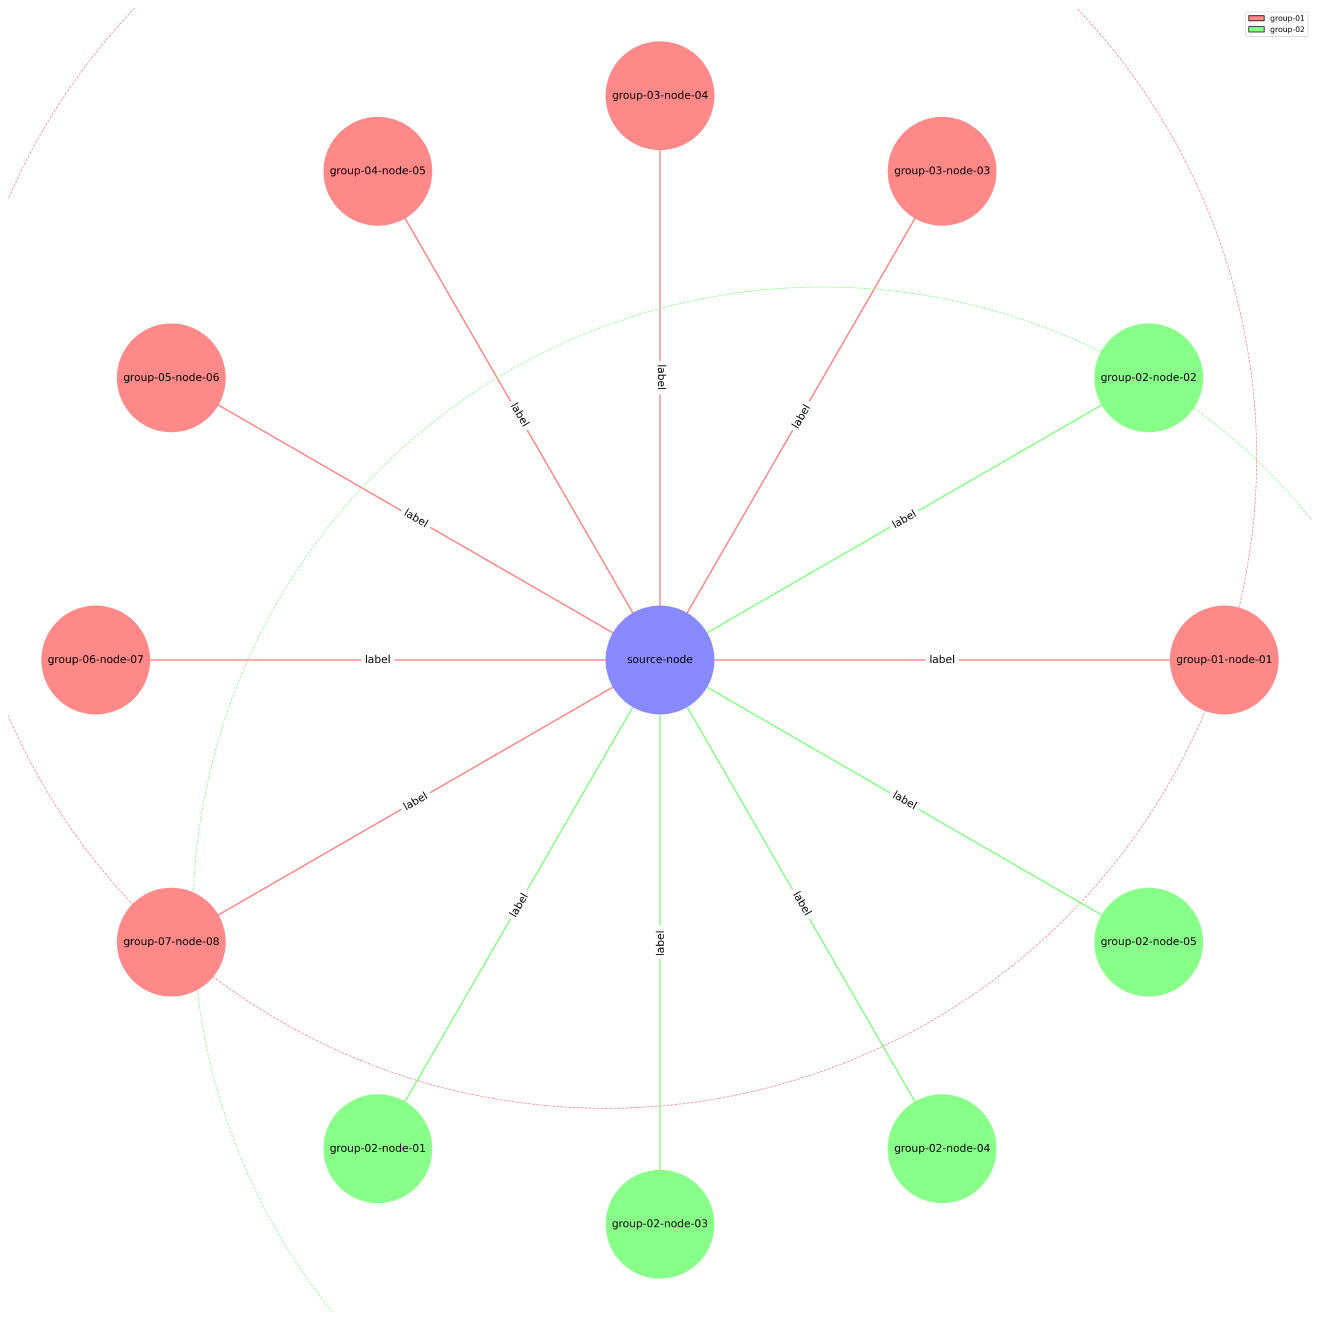 group-01
group-02
group-03-node-04
group-04-node-05
group-03-node-03
group-05-node-06
group-02-node-02
label
label
label
label
label
group-06-node-07
label
source-node
label
group-01-node-01
label
label
label
label
label
group-07-node-08
group-02-node-05
group-02-node-01
group-02-node-04
group-02-node-03